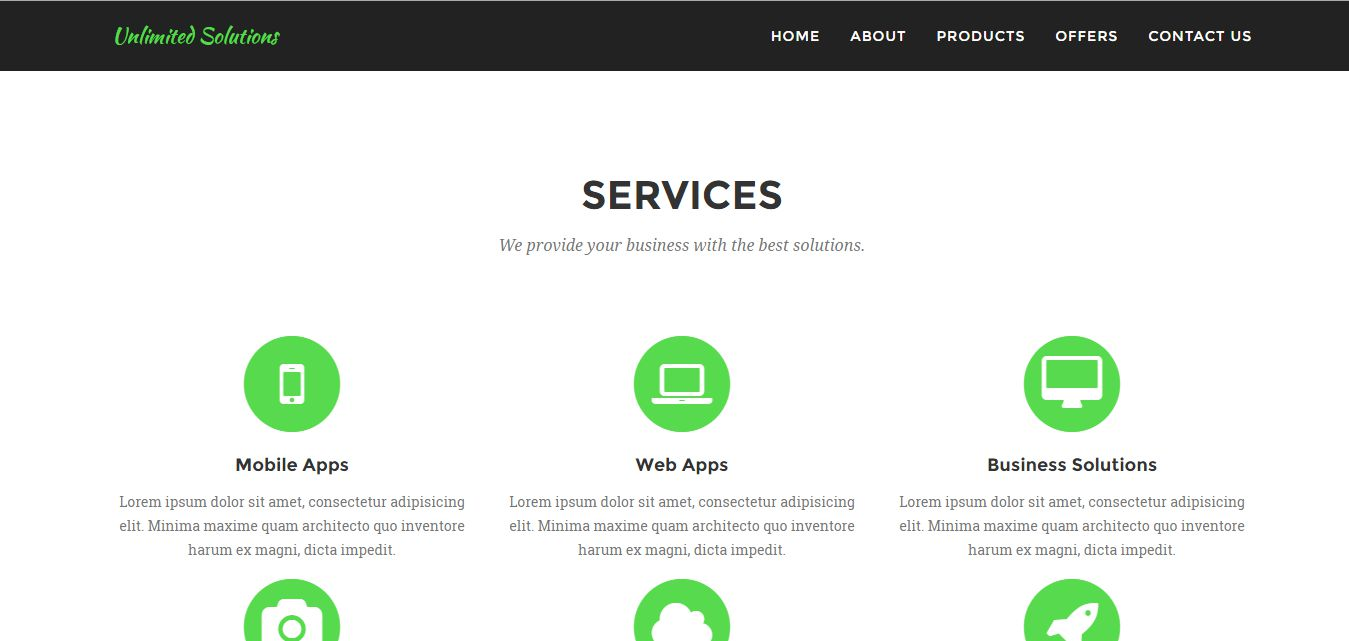 Unlimited Solutions
HOME ABOUT PRODUCTS OFFERS CONTACT US
SERVICES
We provide your business with the best solutions.
Mobile Apps
Lorem ipsum dolor sit amet, consectetur adipisicing
elit. Minima maxime quam architecto quo inventore
harum ex magni, dicta impedit.
Web Apps
Lorem ipsum dolor sit amet, consectetur adipisicing
elit. Minima maxime quam architecto quo inventore
harum ex magni, dicta impedit.
Business Solutions
Lorem ipsum dolor sit amet, consectetur adipisicing
elit. Minima maxime quam architecto quo inventore
harum ex magni, dicta impedit.